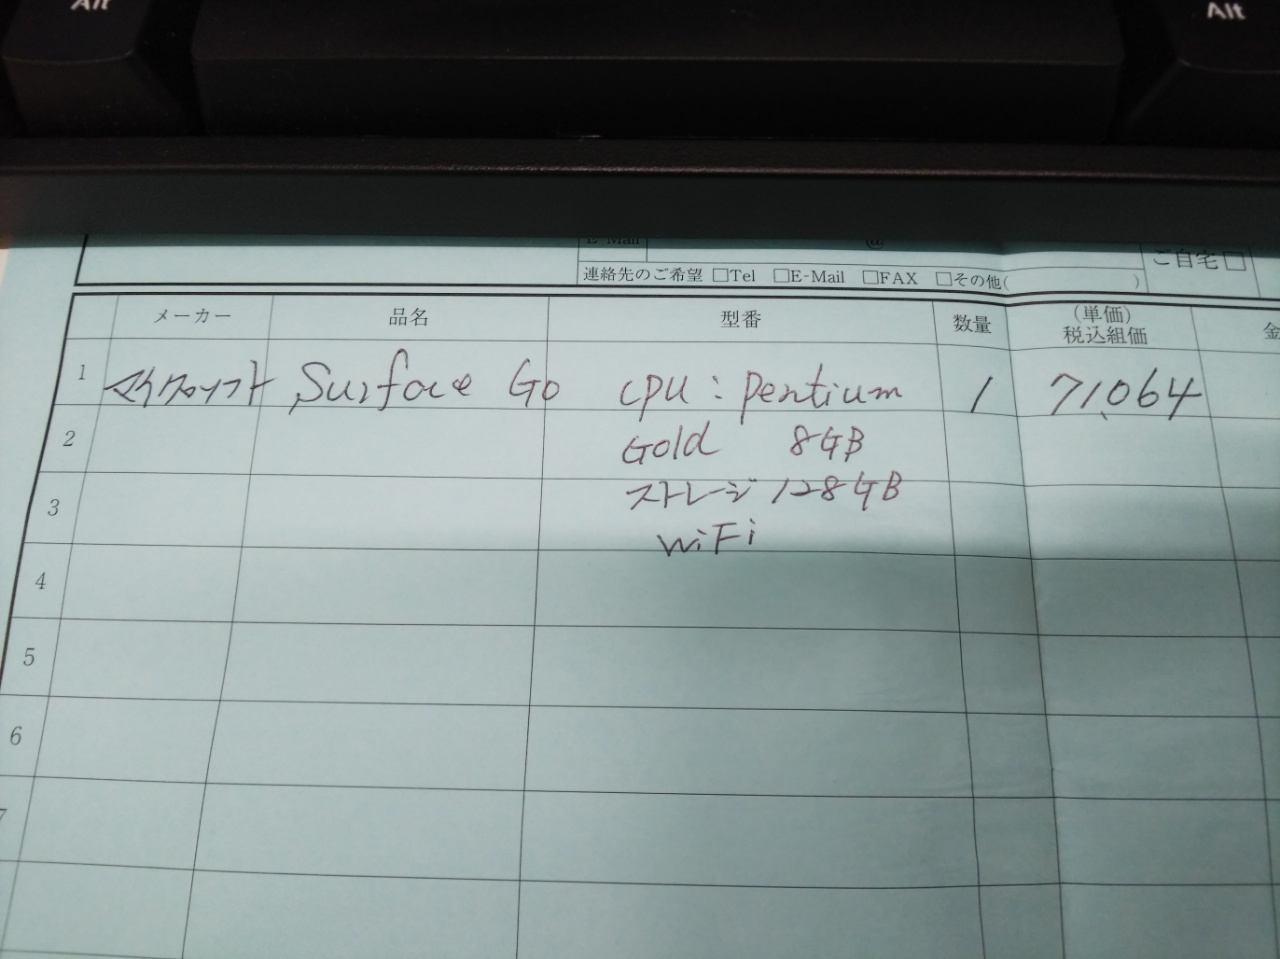 Alt Alt
E-Mail @
ご自宅□
連絡先のご希望 □Tel □E-Mail □FAX □その他( )
メーカー 品名 型番 数量 (単価)
税込組価 金
1 マイクロソフト Surface Go CPU:Pentium 1 71,064
2 Gold 8GB
3 ストレージ 128GB
WiFi
4
5
6
7